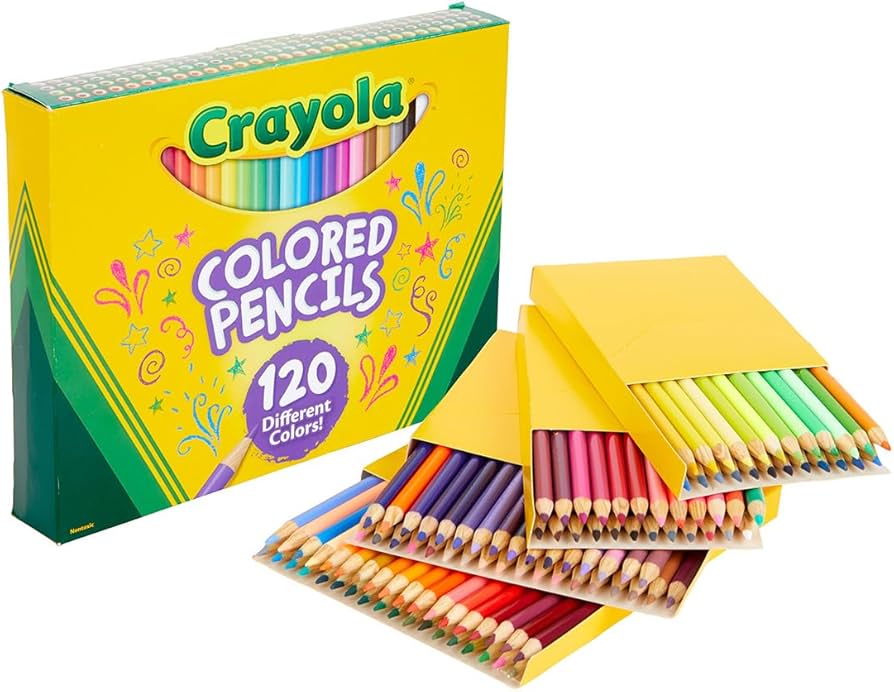 Crayola
COLORED
PENCILS
120
Different
Colors!
Nontoxic